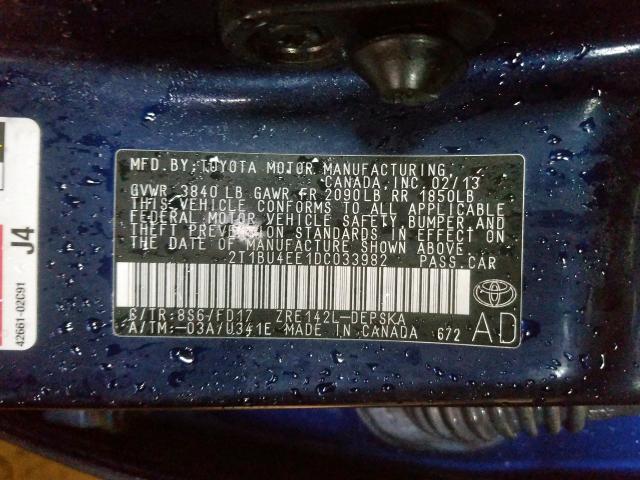 MFD. BY: TOYOTA MOTOR MANUFACTURING,
CANADA, INC. 02/13
GVWR 3840 LB GAWR FR 2090LB RR 1850LB
THIS VEHICLE CONFORMS TO ALL APPLICABLE
FEDERAL MOTOR VEHICLE SAFETY, BUMPER, AND
THEFT PREVENTION STANDARDS IN EFFECT ON
THE DATE OF MANUFACTURE SHOWN ABOVE.
2T1BU4EE1DC033982 PASS. CAR
C/TR: 8S6/FD17 ZRE142L-DEPSKA
A/TM: -03A/U341E MADE IN CANADA 672
AD
J4
42661-02C91